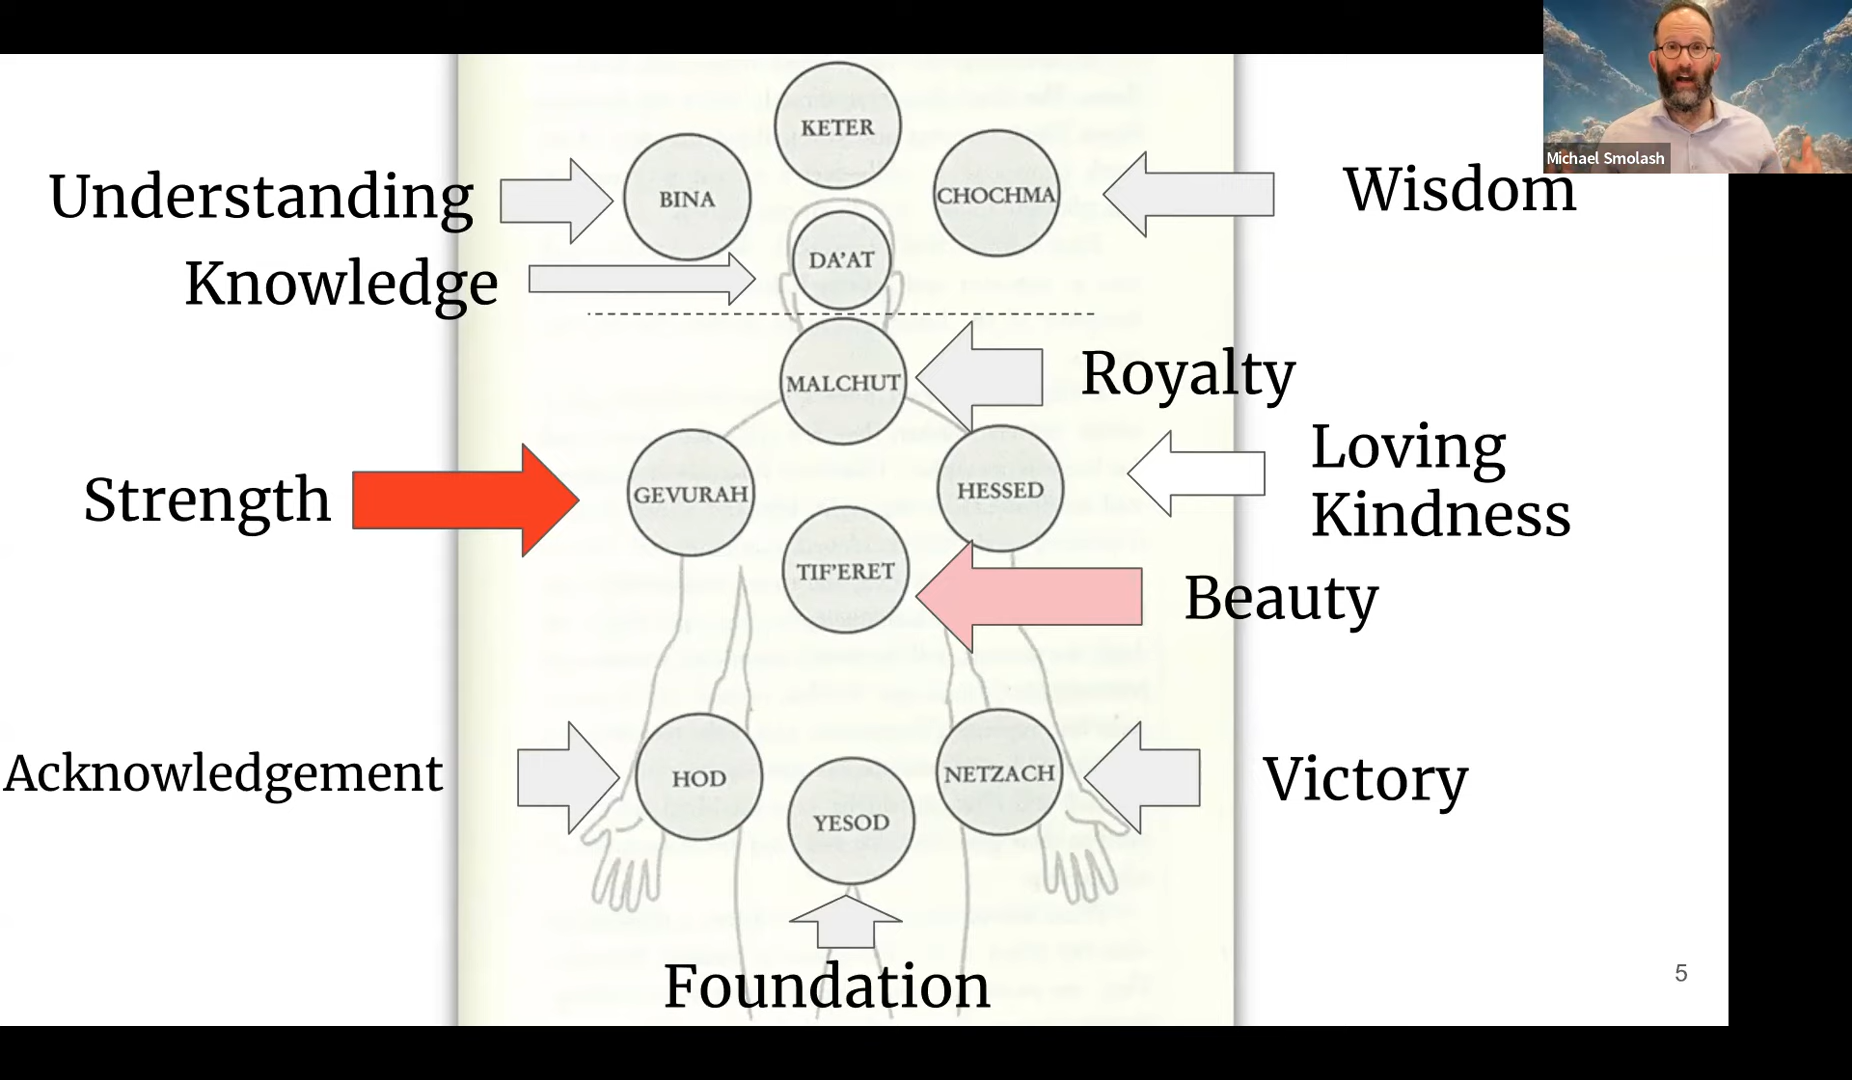 Michael Smolash
KETER
Understanding
BINA
CHOCHMA
Wisdom
Knowledge
DA'AT
MALCHUT
Royalty
Strength
GEVURAH
HESSED
Loving
Kindness
TIF'ERET
Beauty
Acknowledgement
HOD
NETZACH
Victory
YESOD
Foundation
5